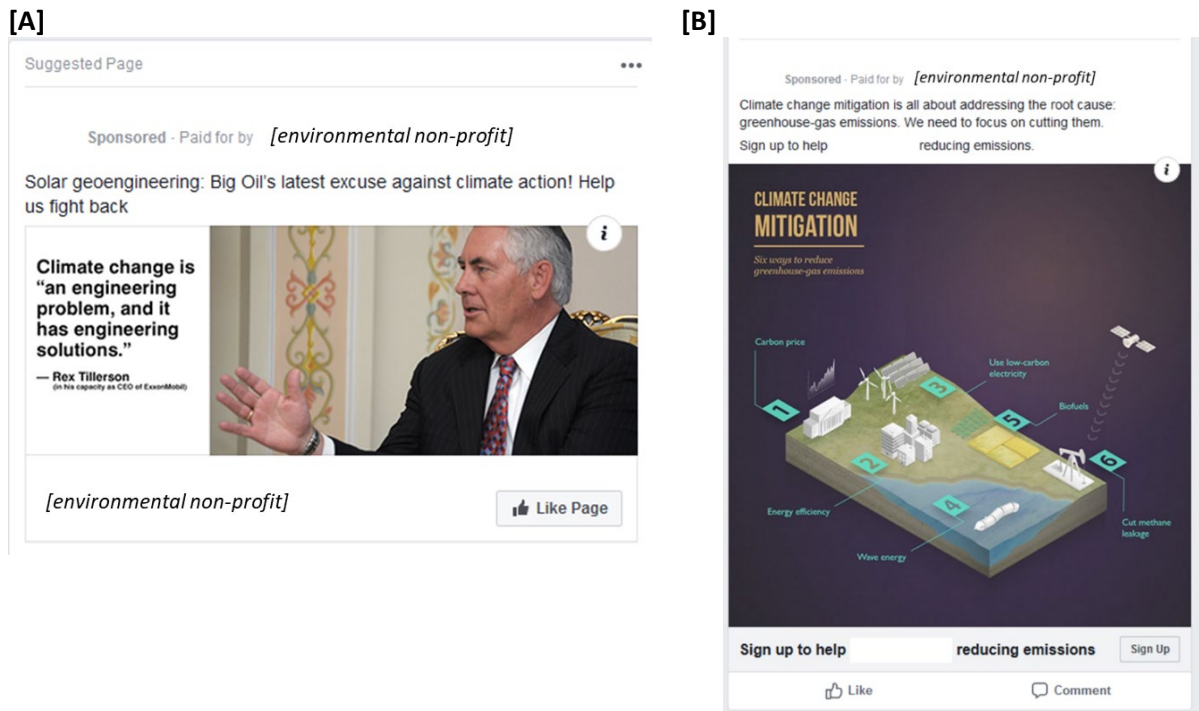 [A]
Suggested Page
Sponsored · Paid for by [environmental non-profit]
Solar geoengineering: Big Oil's latest excuse against climate action! Help
us fight back
Climate change is
“an engineering
problem, and it
has engineering
solutions.”
— Rex Tillerson
(in his capacity as CEO of ExxonMobil)
i
[environmental non-profit]
Like Page
[B]
Sponsored · Paid for by [environmental non-profit]
Climate change mitigation is all about addressing the root cause:
greenhouse-gas emissions. We need to focus on cutting them.
Sign up to help reducing emissions.
i
CLIMATE CHANGE
MITIGATION
Six ways to reduce
greenhouse-gas emissions
Carbon price
1
Energy efficiency
2
Use low-carbon
electricity
3
Wave energy
4
Biofuels
5
Cut methane
leakage
6
Sign up to help reducing emissions
Sign Up
Like
Comment